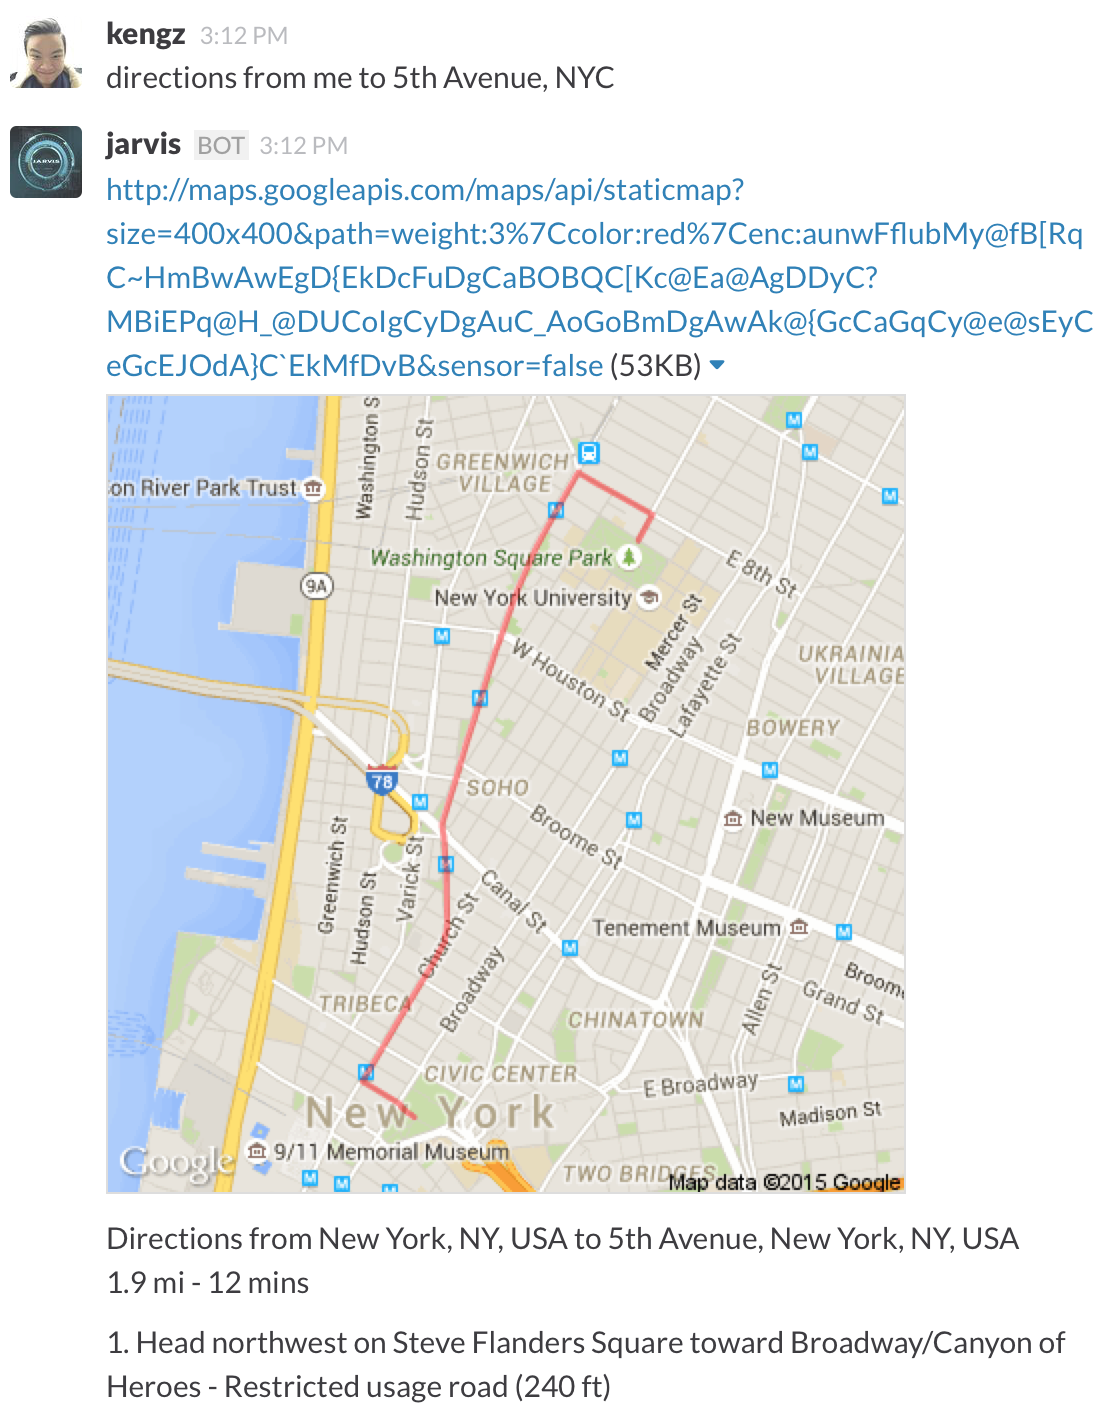 kengz 3:12 PM
directions from me to 5th Avenue, NYC
JARVIS
jarvis BOT 3:12 PM
http://maps.googleapis.com/maps/api/staticmap?
size=400x400&path=weight:3%7Ccolor:red%7Cenc:aunwFflubMy@fB[Rq
C~HmBwAwEgD{EkDcFuDgCaBOBQC[Kc@Ea@AgDDyC?
MBiEPq@H_@DUCoIgCyDgAuC_AoGoBmDgAwAk@{GcCaGqCy@e@sEyC
eGcEJOdA}C`EkMfDvB&sensor=false (53KB)
Washington S
Hudson St
GREENWICH
VILLAGE
on River Park Trust
Washington Square Park
E 8th St
9A
New York University
Mercer St
Broadway
Lafayette St
W Houston St
UKRAINIA
VILLAGE
BOWERY
78
SOHO
New Museum
Broome St
Greenwich St
Hudson St
Varick St
Canal St
Church St
Broadway
Tenement Museum
Broom
Grand St
Allen St
TRIBECA
CHINATOWN
CIVIC CENTER
E Broadway
New York
Madison St
Google
9/11 Memorial Museum
TWO BRIDGES
Map data ©2015 Google
Directions from New York, NY, USA to 5th Avenue, New York, NY, USA
1.9 mi - 12 mins
1. Head northwest on Steve Flanders Square toward Broadway/Canyon of
Heroes - Restricted usage road (240 ft)